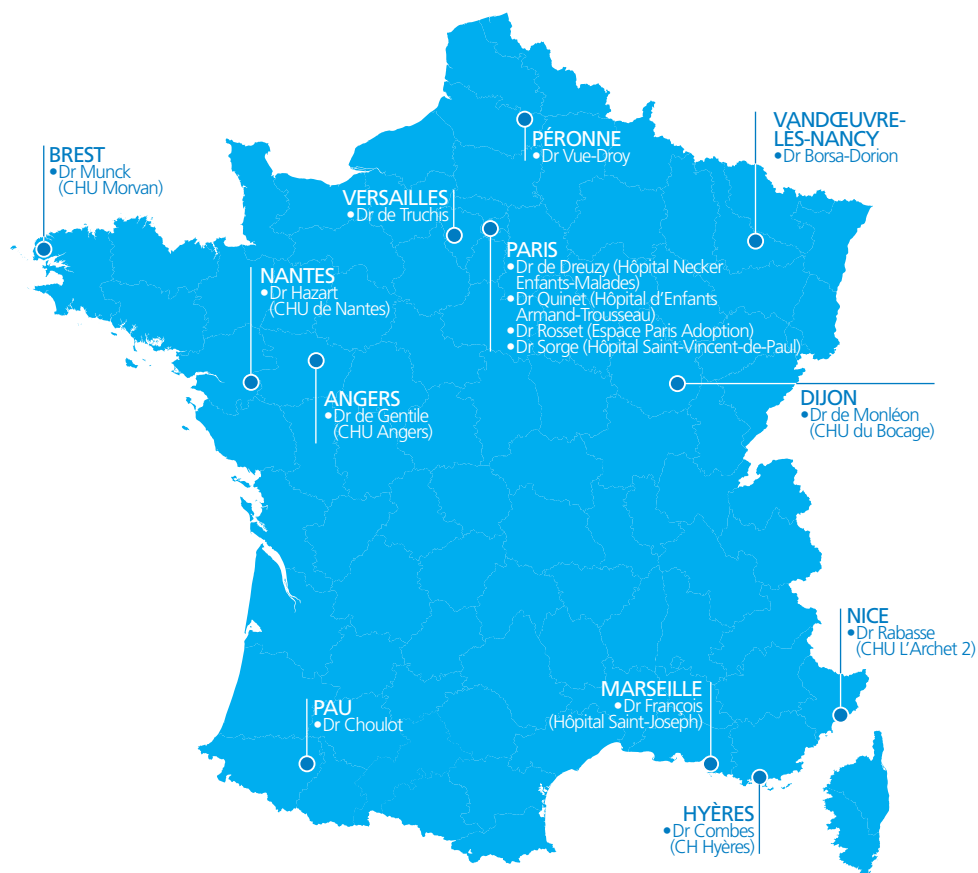 PÉRONNE
• Dr Vue-Droy
VANDŒUVRE-
LÈS-NANCY
• Dr Borsa-Dorion
BREST
• Dr Munck
(CHU Morvan)
VERSAILLES
• Dr de Truchis
PARIS
• Dr de Dreuzy (Hôpital Necker
Enfants-Malades)
• Dr Quinet (Hôpital d’Enfants
Armand-Trousseau)
• Dr Rosset (Espace Paris Adoption)
• Dr Sorge (Hôpital Saint-Vincent-de-Paul)
NANTES
• Dr Hazart
(CHU de Nantes)
ANGERS
• Dr de Gentile
(CHU Angers)
DIJON
• Dr de Monléon
(CHU du Bocage)
NICE
• Dr Rabasse
(CHU L’Archet 2)
MARSEILLE
• Dr François
(Hôpital Saint-Joseph)
PAU
• Dr Choulot
HYÈRES
• Dr Combes
(CH Hyères)